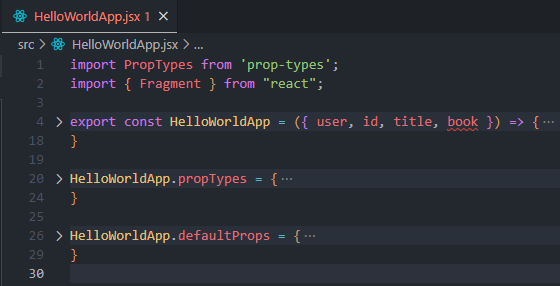 HelloWorldApp.jsx 1 ×
src > HelloWorldApp.jsx > ...
1 import PropTypes from 'prop-types';
2 import { Fragment } from "react";
3
4 > export const HelloWorldApp = ({ user, id, title, book }) => { ⋯
18 }
19
20 > HelloWorldApp.propTypes = { ⋯
24 }
25
26 > HelloWorldApp.defaultProps = { ⋯
29 }
30